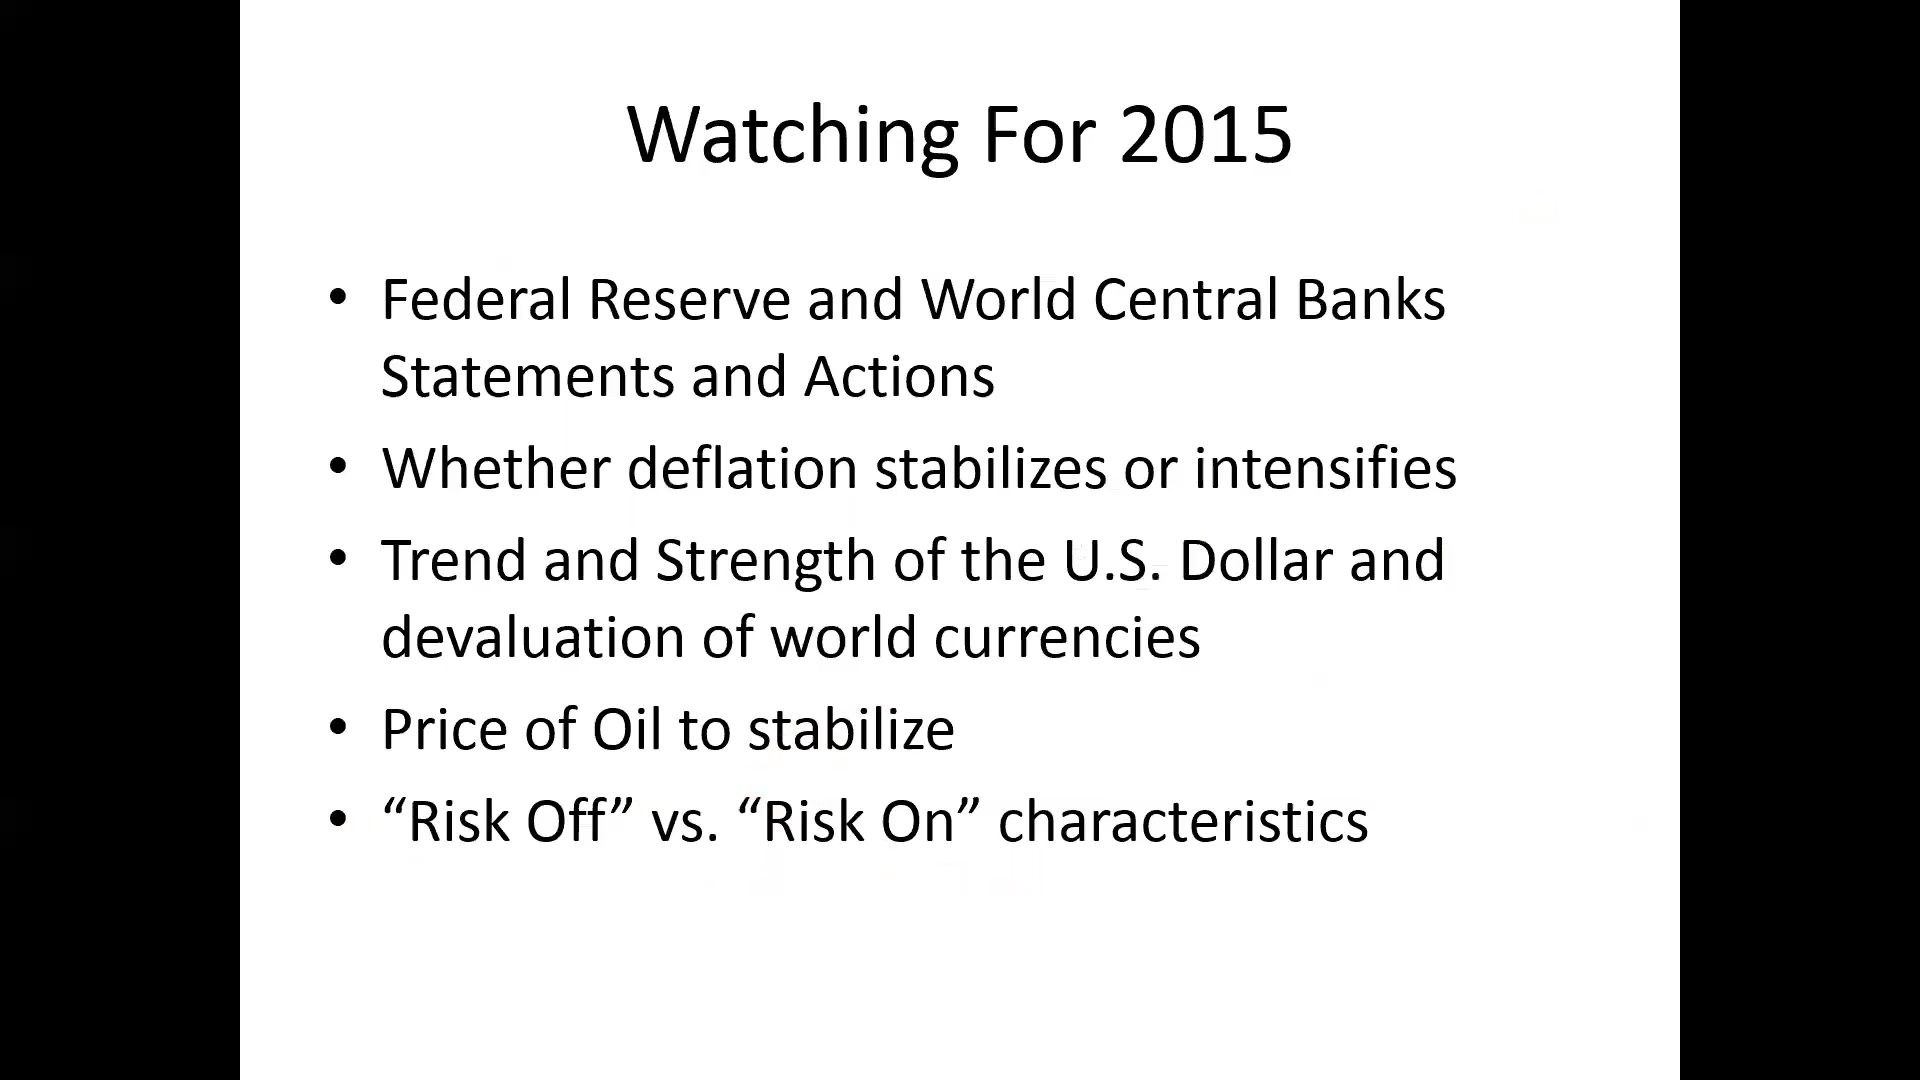 Watching For 2015
• Federal Reserve and World Central Banks
Statements and Actions
• Whether deflation stabilizes or intensifies
• Trend and Strength of the U.S. Dollar and
devaluation of world currencies
• Price of Oil to stabilize
• “Risk Off” vs. “Risk On” characteristics